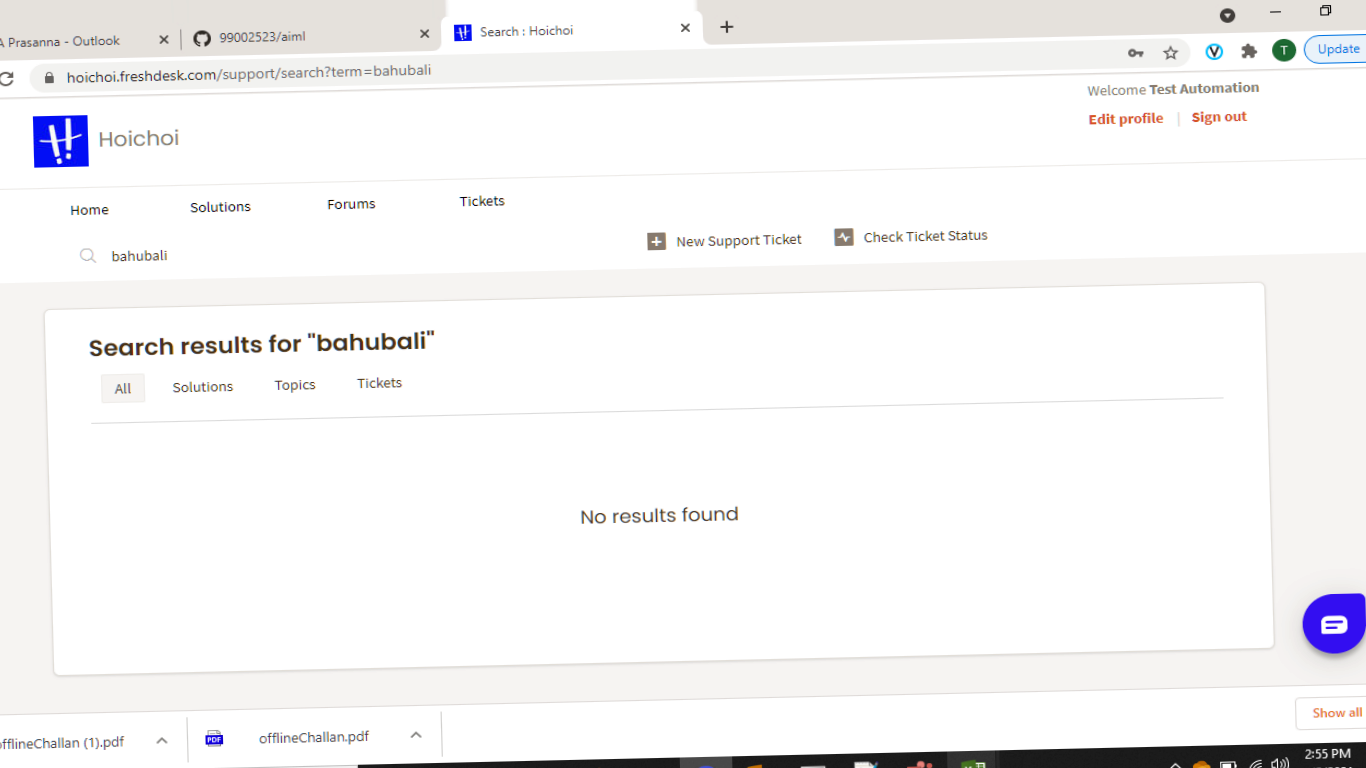 A Prasanna - Outlook
99002523/aiml
Search : Hoichoi
hoichoi.freshdesk.com/support/search?term=bahubali
T
Update
Welcome Test Automation
Edit profile | Sign out
Hoichoi
Home Solutions Forums Tickets
bahubali
New Support Ticket
Check Ticket Status
Search results for "bahubali"
All Solutions Topics Tickets
No results found
offlineChallan (1).pdf
PDF
offlineChallan.pdf
Show all
2:55 PM